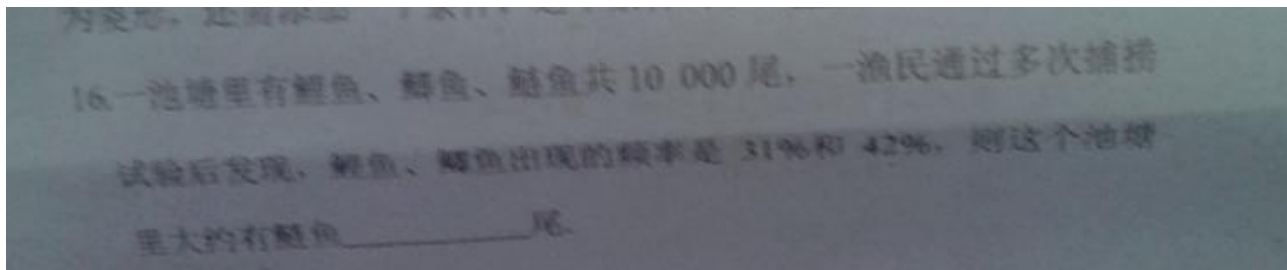 16.一池塘里有鲤鱼、鲫鱼、鲢鱼共 10 000 尾，一渔民通过多次捕捞
试验后发现，鲤鱼、鲫鱼出现的频率是 31%和 42%，则这个池塘
里大约有鲢鱼__________尾.